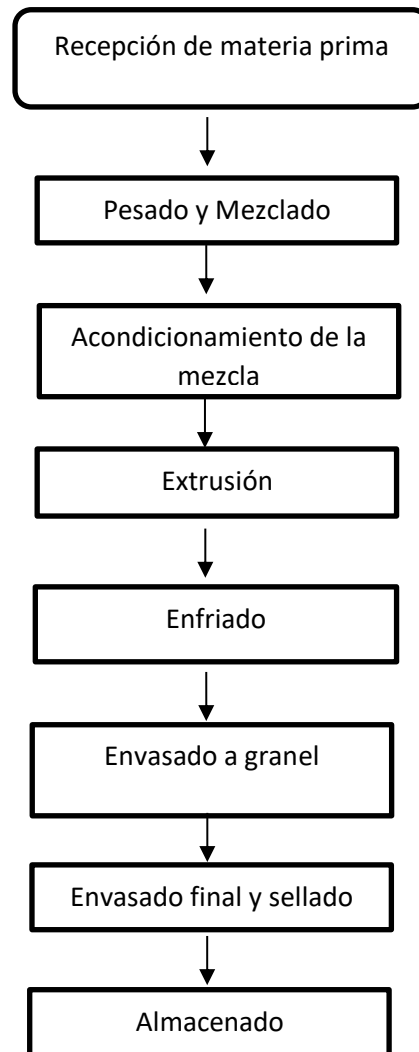 Recepción de materia prima
Pesado y Mezclado
Acondicionamiento de la
mezcla
Extrusión
Enfriado
Envasado a granel
Envasado final y sellado
Almacenado